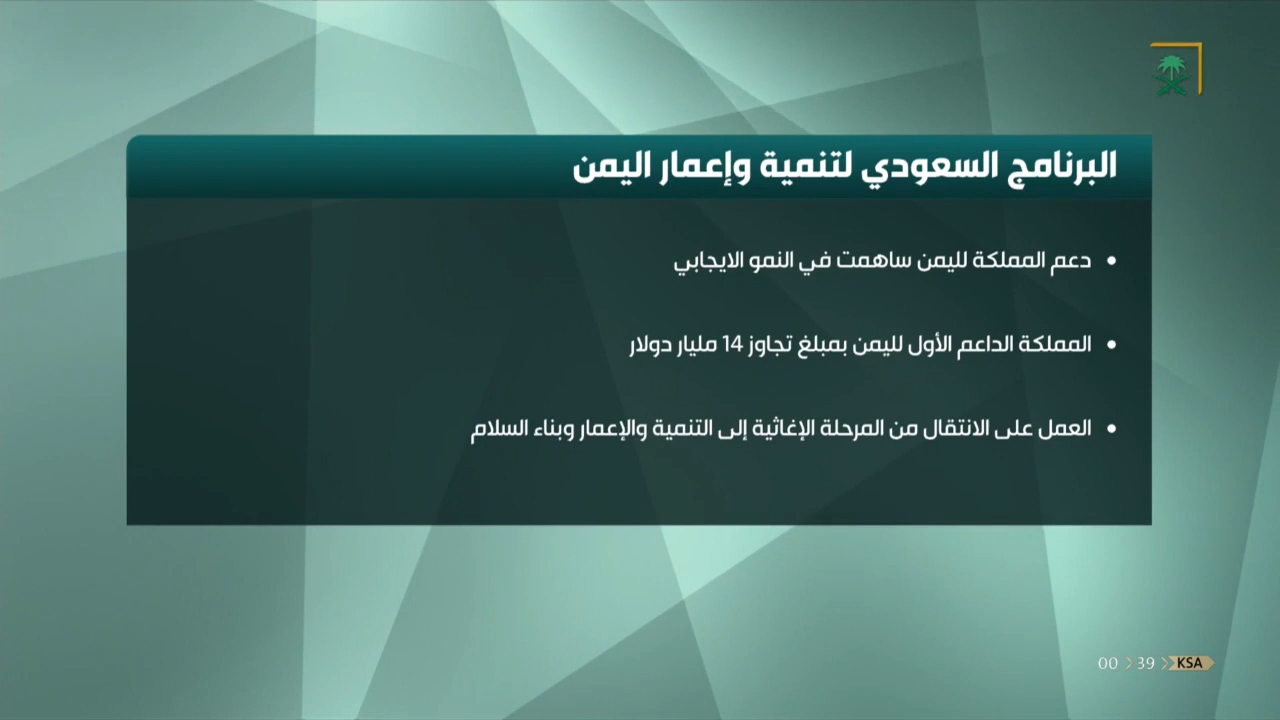 البرنامج السعودي لتنمية وإعمار اليمن
• دعم المملكة لليمن ساهمت في النمو الايجابي
• المملكة الداعم الأول لليمن بمبلغ تجاوز 14 مليار دولار
• العمل على الانتقال من المرحلة الإغاثية إلى التنمية والإعمار وبناء السلام
00 39 KSA